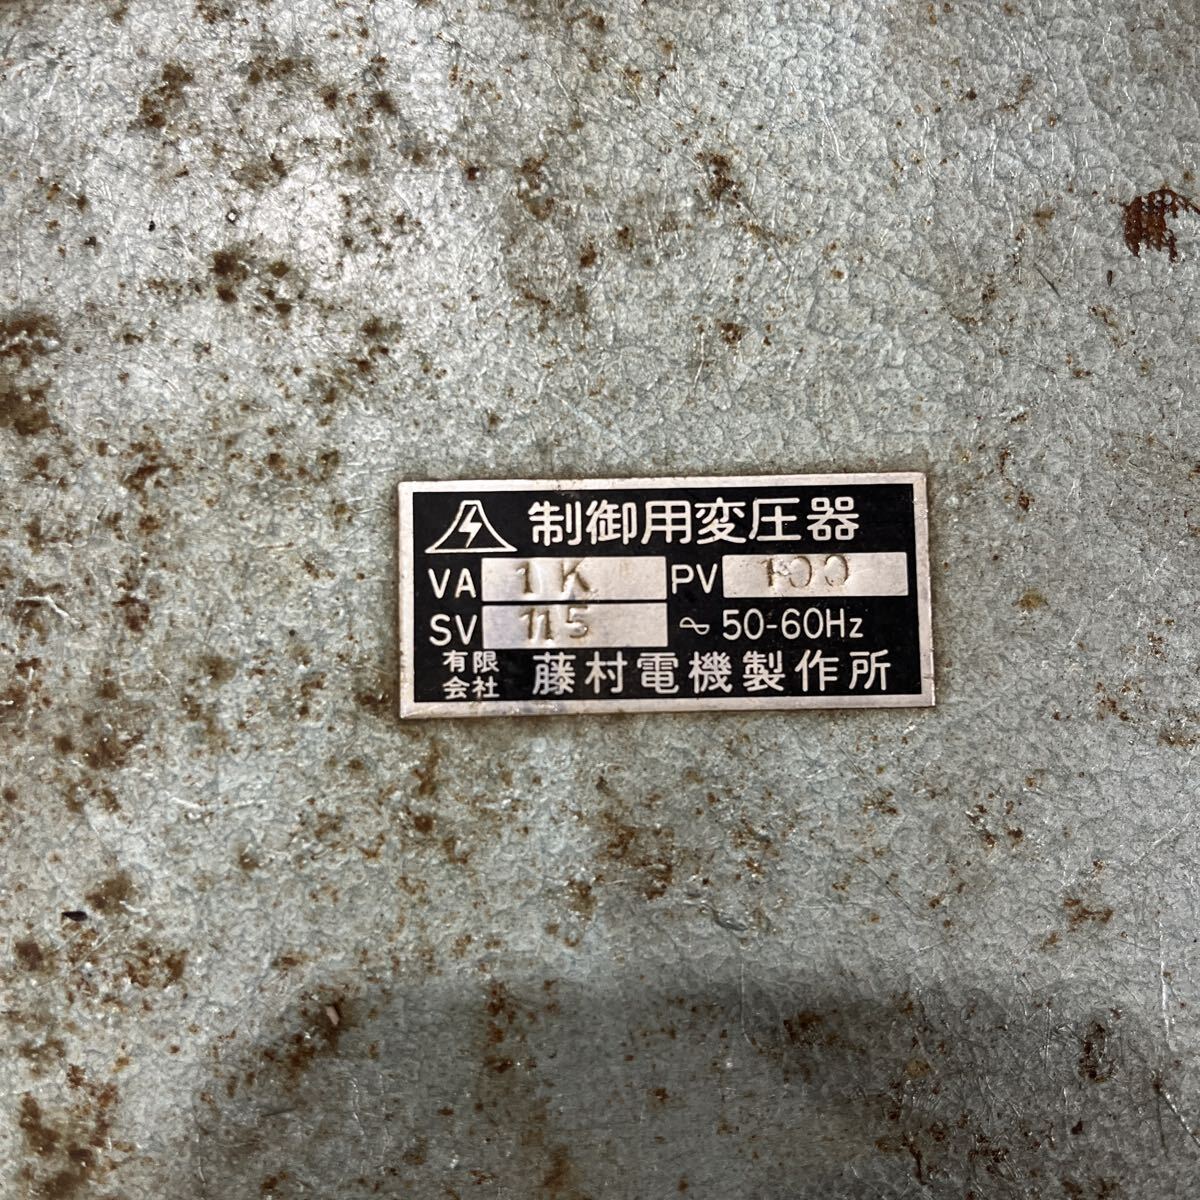 制御用変圧器
VA 1K PV 100
SV 115 ~ 50-60Hz
有限会社 藤村電機製作所